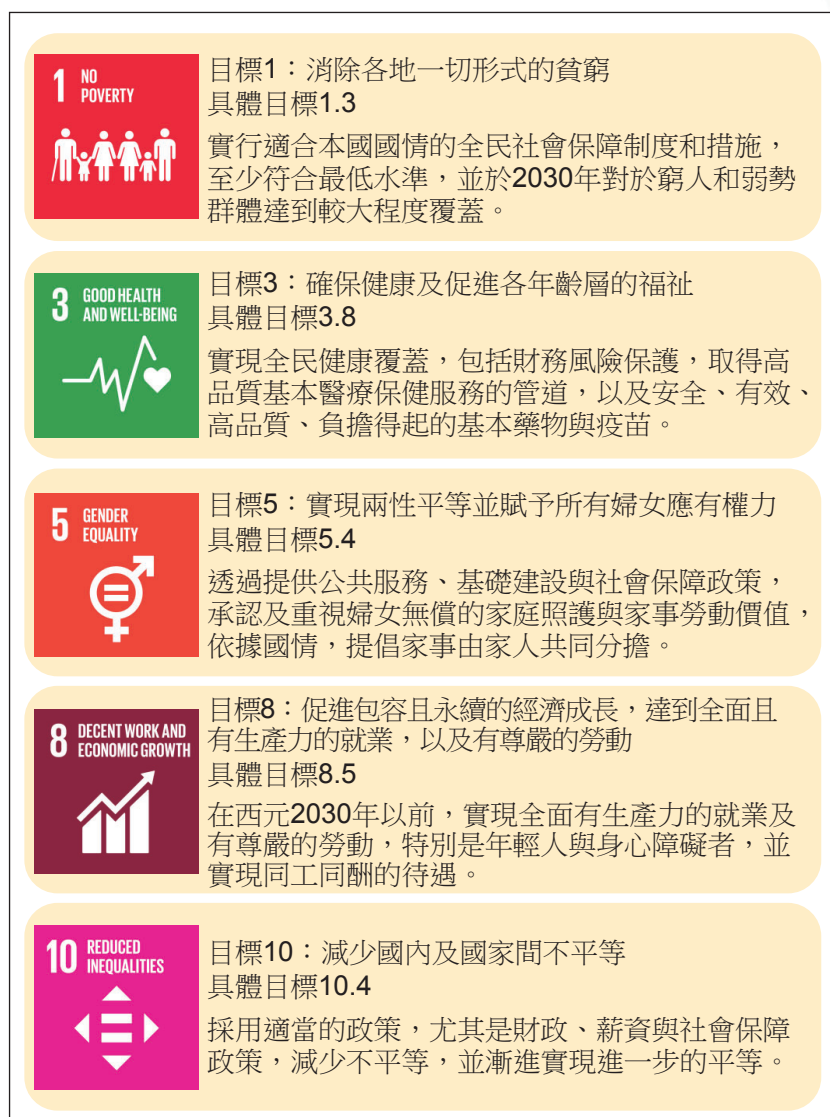 1 NO
POVERTY
目標1：消除各地一切形式的貧窮
具體目標1.3
實行適合本國國情的全民社會保障制度和措施，
至少符合最低水準，並於2030年對於窮人和弱勢
群體達到較大程度覆蓋。
3 GOOD HEALTH
AND WELL-BEING
目標3：確保健康及促進各年齡層的福祉
具體目標3.8
實現全民健康覆蓋，包括財務風險保護，取得高
品質基本醫療保健服務的管道，以及安全、有效、
高品質、負擔得起的基本藥物與疫苗。
5 GENDER
EQUALITY
目標5：實現兩性平等並賦予所有婦女應有權力
具體目標5.4
透過提供公共服務、基礎建設與社會保障政策，
承認及重視婦女無償的家庭照護與家事勞動價值，
依據國情，提倡家事由家人共同分擔。
8 DECENT WORK AND
ECONOMIC GROWTH
目標8：促進包容且永續的經濟成長，達到全面且
有生產力的就業，以及有尊嚴的勞動
具體目標8.5
在西元2030年以前，實現全面有生產力的就業及
有尊嚴的勞動，特別是年輕人與身心障礙者，並
實現同工同酬的待遇。
10 REDUCED
INEQUALITIES
目標10：減少國內及國家間不平等
具體目標10.4
採用適當的政策，尤其是財政、薪資與社會保障
政策，減少不平等，並漸進實現進一步的平等。